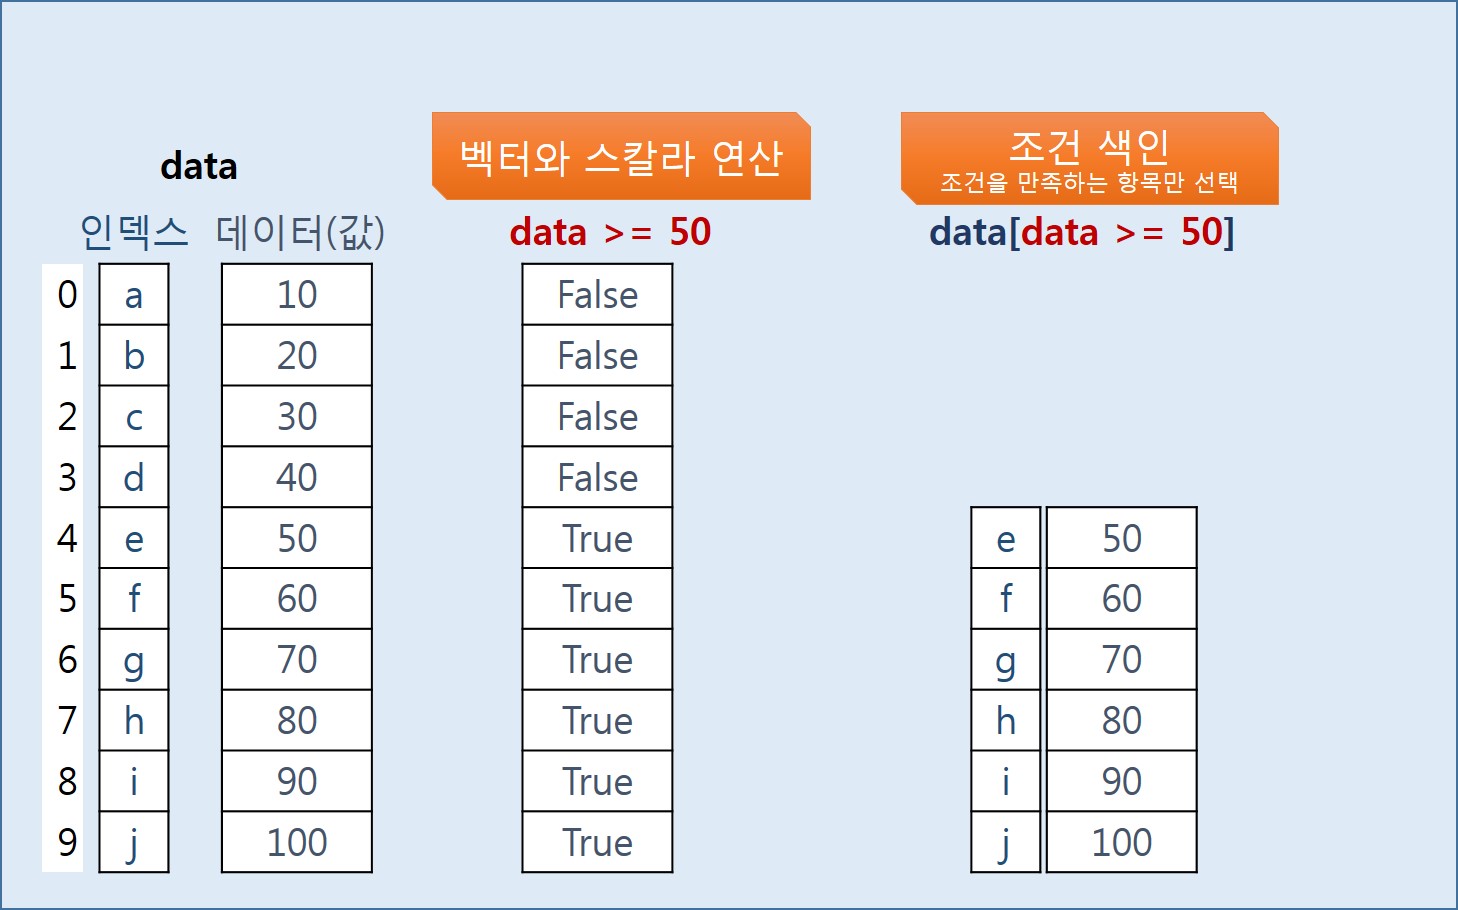 data
벡터와 스칼라 연산
조건 색인
조건을 만족하는 항목만 선택
인덱스 데이터(값) data >= 50 data[data >= 50]
0 a 10 False
1 b 20 False
2 c 30 False
3 d 40 False
4 e 50 True e 50
5 f 60 True f 60
6 g 70 True g 70
7 h 80 True h 80
8 i 90 True i 90
9 j 100 True j 100